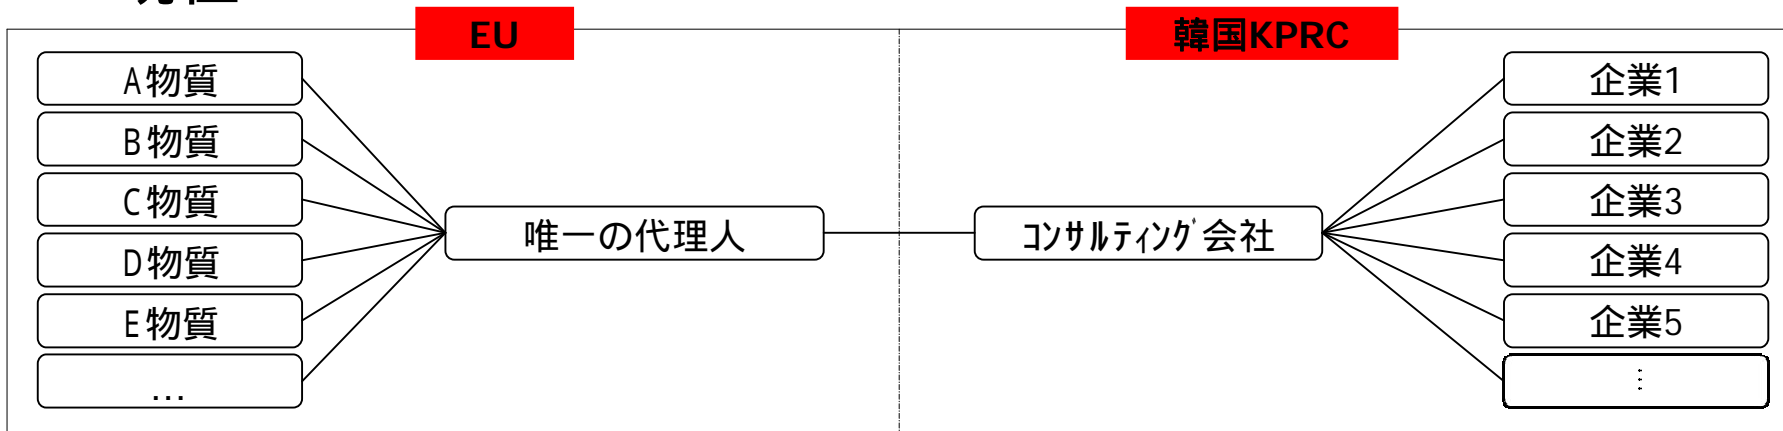 EU
韓国KPRC
A物質
B物質
C物質
D物質
E物質
...
唯一の代理人
コンサルティング会社
企業1
企業2
企業3
企業4
企業5
⋮